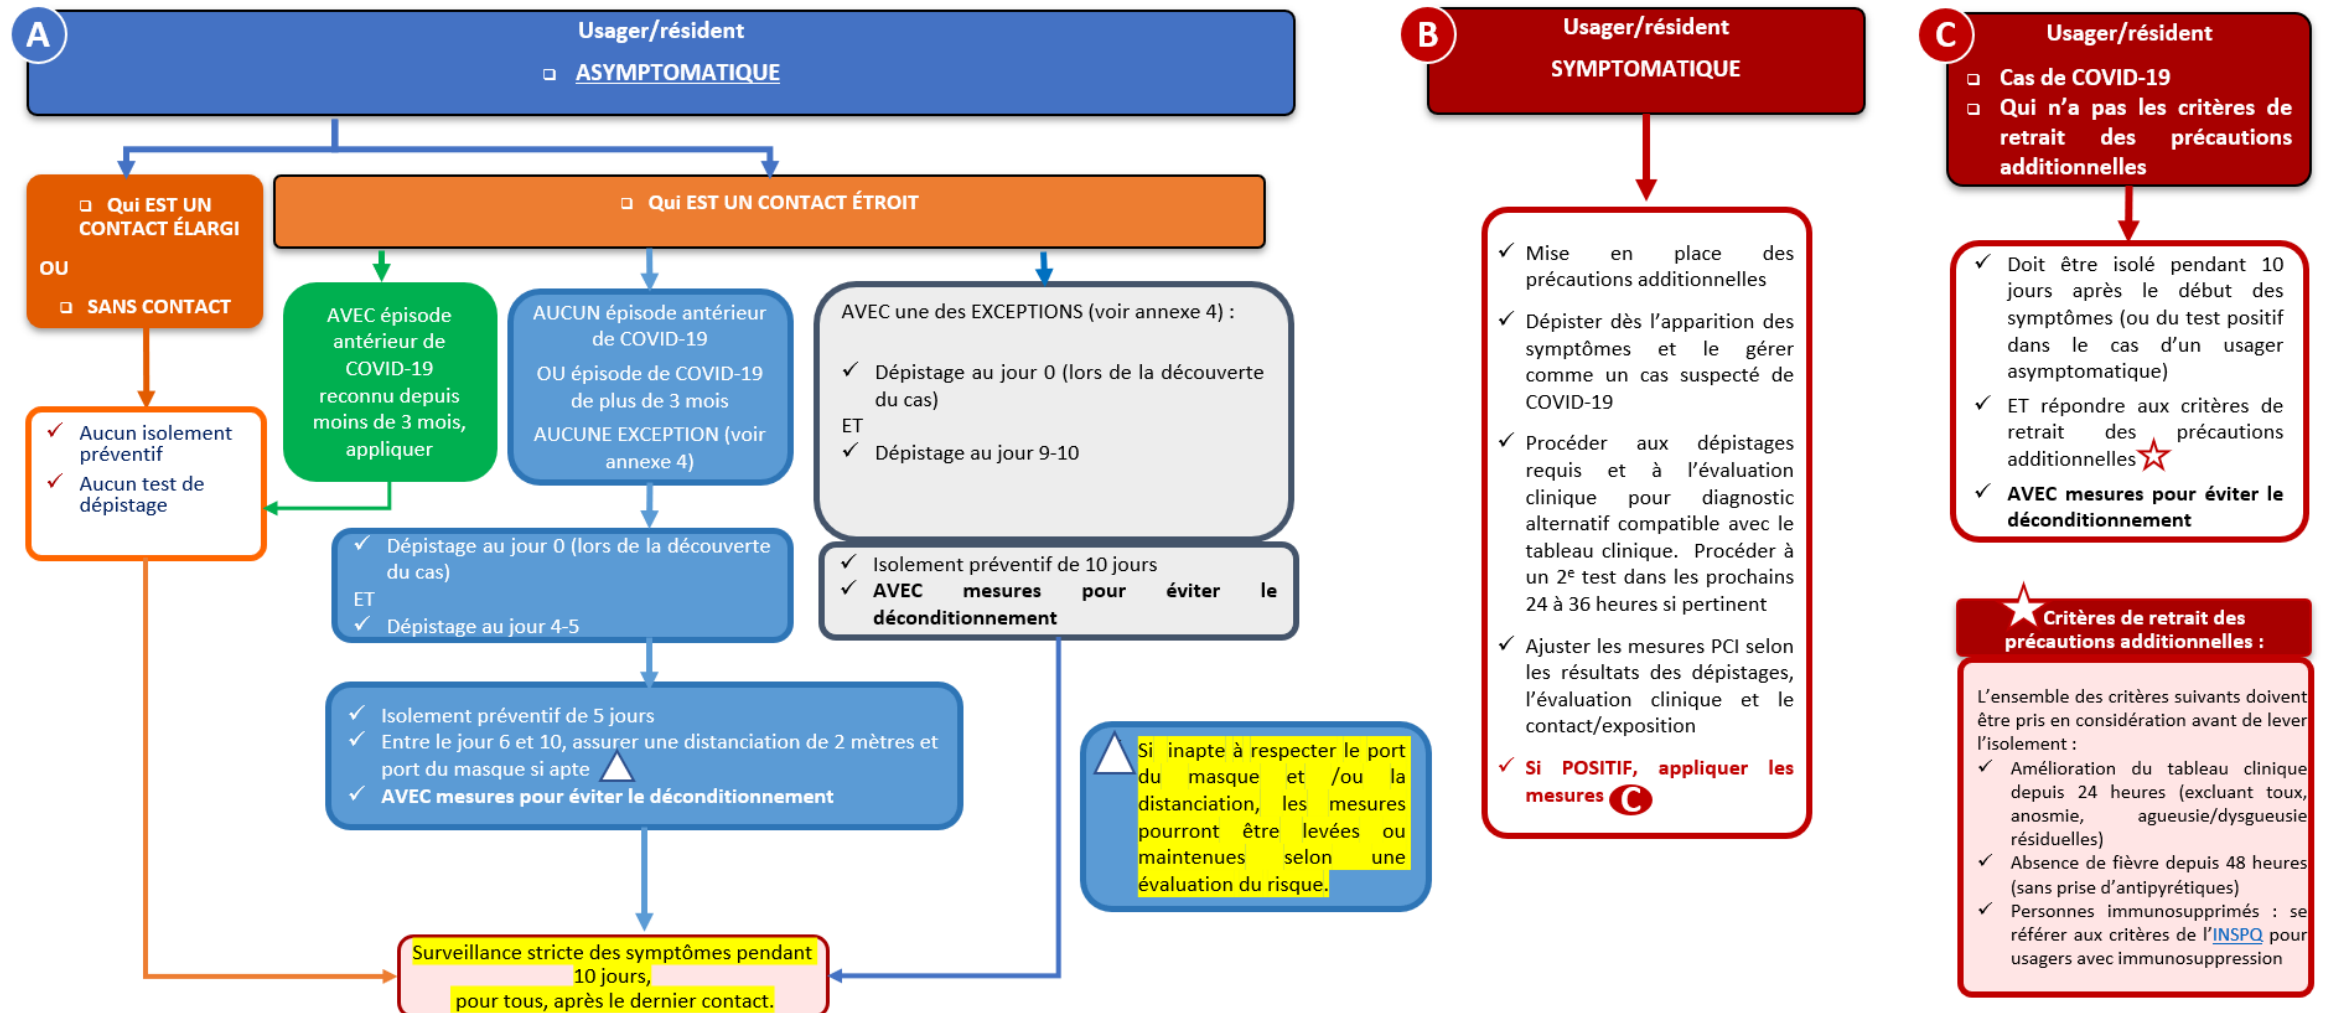 A
Usager/résident
❑ ASYMPTOMATIQUE
❑ Qui EST UN
CONTACT ÉLARGI
OU
❑ SANS CONTACT
❑ Qui EST UN CONTACT ÉTROIT
✓ Aucun isolement
préventif
✓ Aucun test de
dépistage
AVEC épisode
antérieur de
COVID-19
reconnu depuis
moins de 3 mois,
appliquer
AUCUN épisode antérieur
de COVID-19
OU épisode de COVID-19
de plus de 3 mois
AUCUNE EXCEPTION (voir
annexe 4)
✓ Dépistage au jour 0 (lors de la découverte
du cas)
ET
✓ Dépistage au jour 4-5
✓ Isolement préventif de 5 jours
✓ Entre le jour 6 et 10, assurer une distanciation de 2 mètres et
port du masque si apte
✓ AVEC mesures pour éviter le déconditionnement
AVEC une des EXCEPTIONS (voir annexe 4) :
✓ Dépistage au jour 0 (lors de la découverte
du cas)
ET
✓ Dépistage au jour 9-10
✓ Isolement préventif de 10 jours
✓ AVEC mesures pour éviter le
déconditionnement
Si inapte à respecter le port
du masque et /ou la
distanciation, les mesures
pourront être levées ou
maintenues selon une
évaluation du risque.
Surveillance stricte des symptômes pendant
10 jours,
pour tous, après le dernier contact.
B
Usager/résident
SYMPTOMATIQUE
✓ Mise en place des
précautions additionnelles
✓ Dépister dès l'apparition des
symptômes et le gérer
comme un cas suspecté de
COVID-19
✓ Procéder aux dépistages
requis et à l'évaluation
clinique pour diagnostic
alternatif compatible avec le
tableau clinique. Procéder à
un 2e test dans les prochains
24 à 36 heures si pertinent
✓ Ajuster les mesures PCI selon
les résultats des dépistages,
l'évaluation clinique et le
contact/exposition
✓ Si POSITIF, appliquer les
mesures C
C
Usager/résident
❑ Cas de COVID-19
❑ Qui n'a pas les critères de
retrait des précautions
additionnelles
✓ Doit être isolé pendant 10
jours après le début des
symptômes (ou du test positif
dans le cas d'un usager
asymptomatique)
✓ ET répondre aux critères de
retrait des précautions
additionnelles
✓ AVEC mesures pour éviter le
déconditionnement
Critères de retrait des
précautions additionnelles :
L'ensemble des critères suivants doivent
être pris en considération avant de lever
l'isolement :
✓ Amélioration du tableau clinique
depuis 24 heures (excluant toux,
anosmie, agueusie/dysgueusie
résiduelles)
✓ Absence de fièvre depuis 48 heures
(sans prise d'antipyrétiques)
✓ Personnes immunosupprimés : se
référer aux critères de l'INSPQ pour
usagers avec immunosuppression